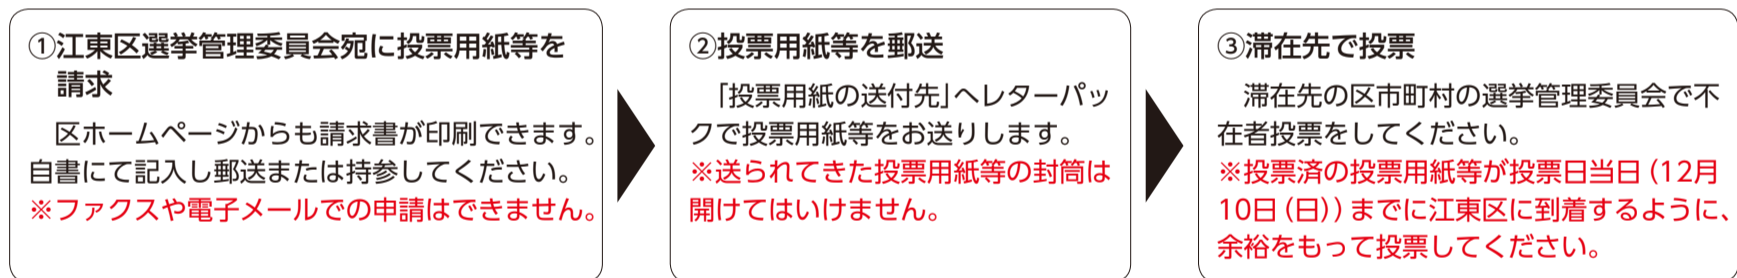 ①江東区選挙管理委員会宛に投票用紙等を
請求
区ホームページからも請求書が印刷できます。
自書にて記入し郵送または持参してください。
※ファクスや電子メールでの申請はできません。
②投票用紙等を郵送
「投票用紙の送付先」へレターパッ
クで投票用紙等をお送りします。
※送られてきた投票用紙等の封筒は
開けてはいけません。
③滞在先で投票
滞在先の区市町村の選挙管理委員会で不
在者投票をしてください。
※投票済の投票用紙等が投票日当日（12月
10日（日））までに江東区に到着するように、
余裕をもって投票してください。